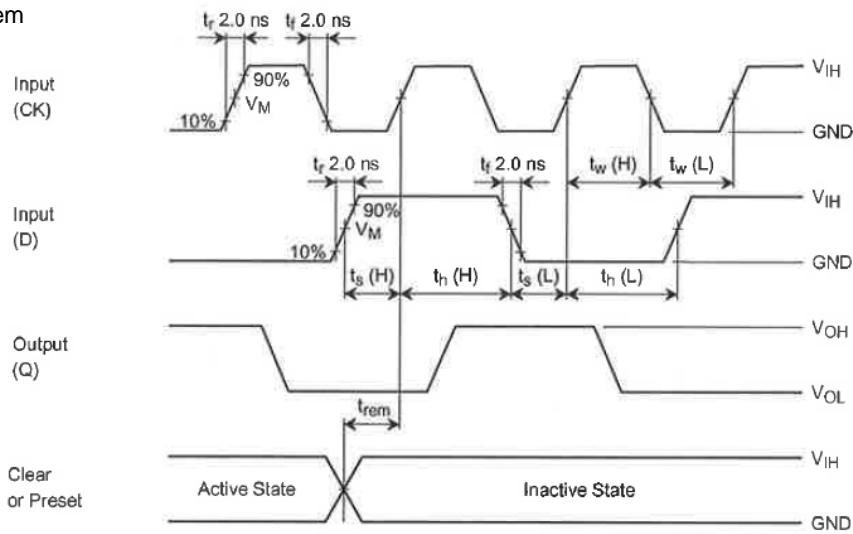 em
tr 2.0 ns tf 2.0 ns
Input
(CK)
90%
VM
10%
VIH
GND
tr 2.0 ns tf 2.0 ns tw (H) tw (L)
Input
(D)
90%
VM
10%
VIH
GND
ts (H) th (H) ts (L) th (L)
Output
(Q)
VOH
VOL
trem
Clear
or Preset
Active State Inactive State
VIH
GND